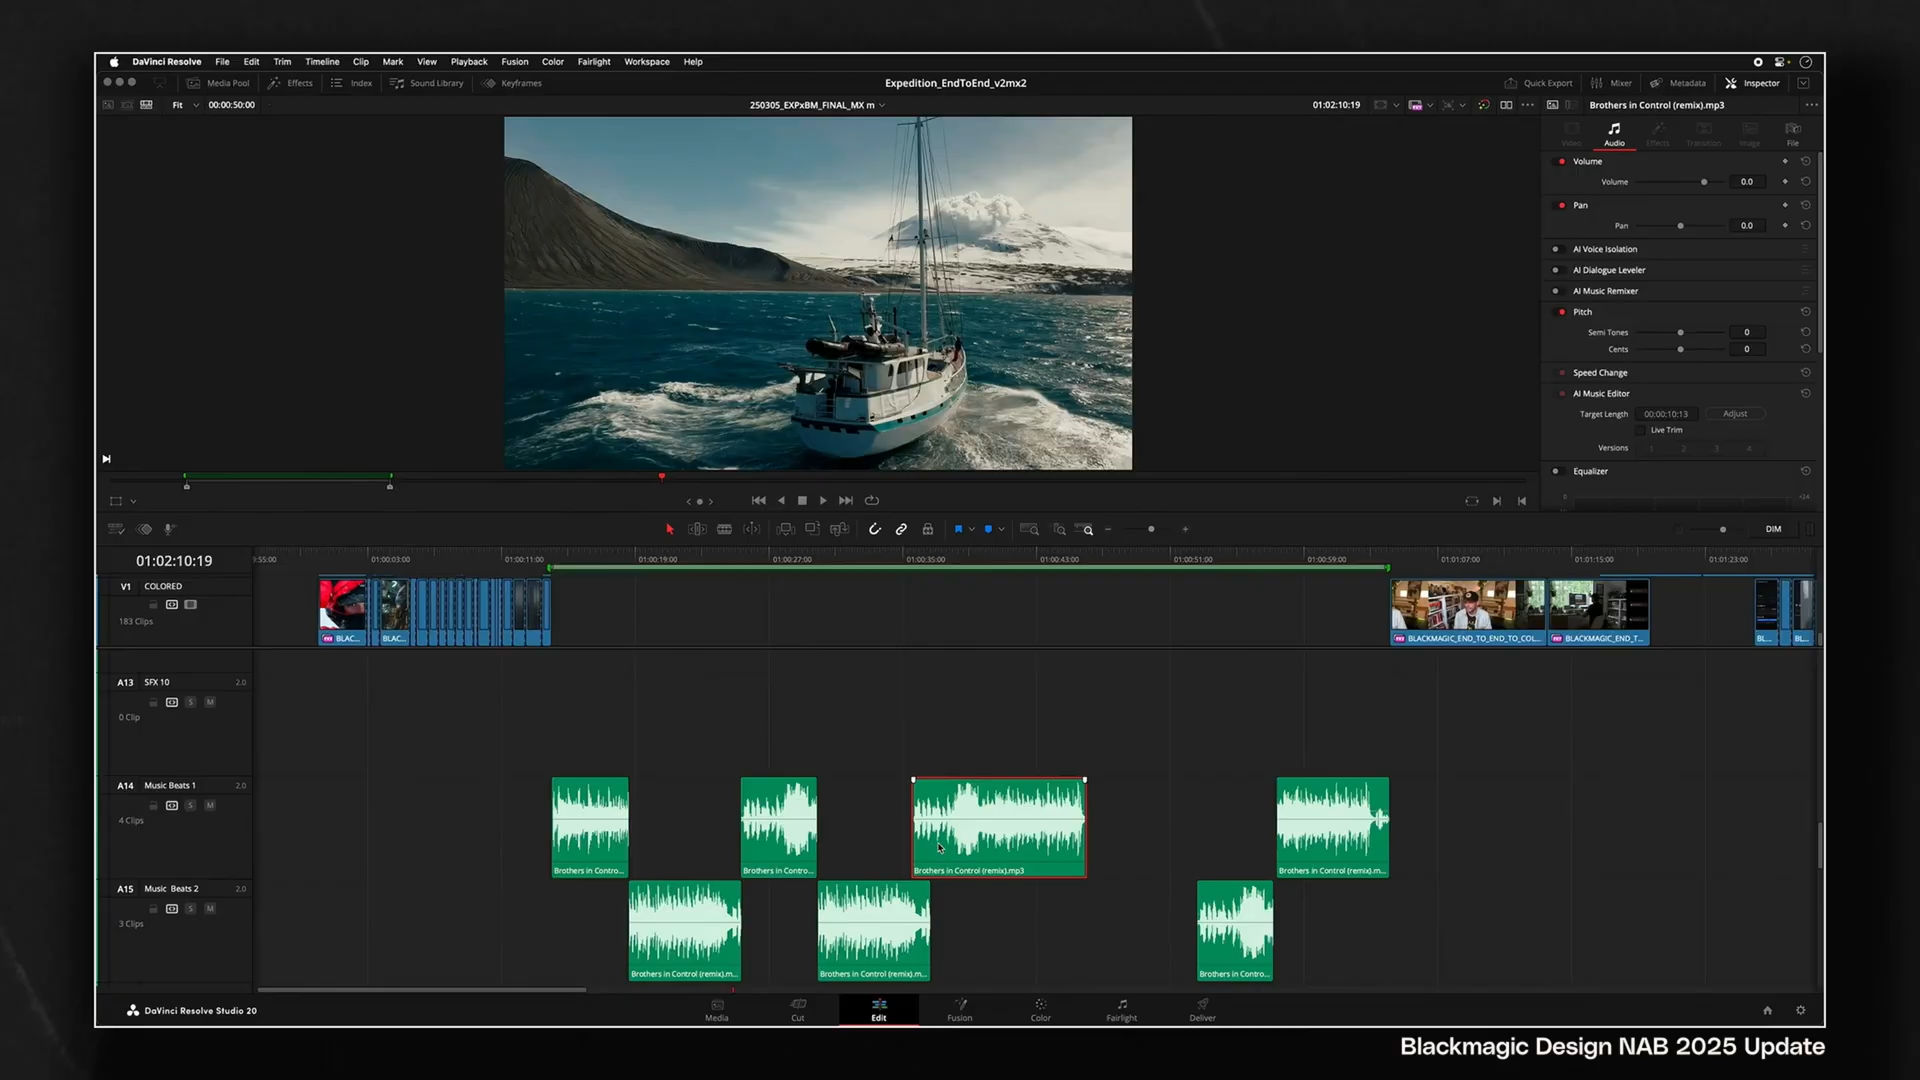 DaVinci Resolve File Edit Trim Timeline Clip Mark View Playback Fusion Color Fairlight Workspace Help
Media Pool Effects Index Sound Library Keyframes Expedition_EndToEnd_v2mx2 Quick Export Mixer Metadata Inspector
Fit 00:00:50:00 250305_EXPxBM_FINAL_MX m 01:02:10:19 Brothers in Control (remix).mp3
Video Audio Effects Transition Image File
Volume
Volume 0.0
Pan
Pan 0.0
AI Voice Isolation
AI Dialogue Leveler
AI Music Remixer
Pitch
Semi Tones 0
Cents 0
Speed Change
AI Music Editor
Target Length 00:00:10:13 Adjust
Live Trim
Versions 1 2 3 4
Equalizer
0 +24
DIM
01:02:10:19
9:55:00 01:00:03:00 01:00:11:00 01:00:19:00 01:00:27:00 01:00:35:00 01:00:43:00 01:00:51:00 01:00:59:00 01:01:07:00 01:01:15:00 01:01:23:00
V1 COLORED
183 Clips
BLAC... BLAC... BLACKMAGIC_END_TO_END_TO_COL... BLACKMAGIC_END_T... BL... BL...
A13 SFX 10 2.0
S M
0 Clip
A14 Music Beats 1 2.0
S M
4 Clips
Brothers in Contro... Brothers in Contro... Brothers in Control (remix).mp3 Brothers in Control (remix).m...
A15 Music Beats 2 2.0
S M
3 Clips
Brothers in Control (remix).m... Brothers in Control (remix).m... Brothers in Contro...
DaVinci Resolve Studio 20
Media Cut Edit Fusion Color Fairlight Deliver
Blackmagic Design NAB 2025 Update